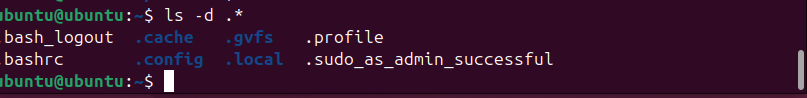 ubuntu@ubuntu:~$ ls -d .*
.bash_logout .cache .gvfs .profile
.bashrc .config .local .sudo_as_admin_successful
ubuntu@ubuntu:~$